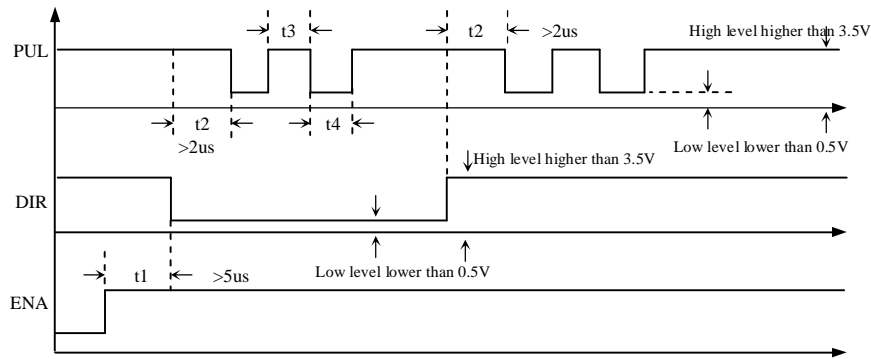 t3
t2
>2us
High level higher than 3.5V
PUL
t2
t4
>2us
Low level lower than 0.5V
High level higher than 3.5V
DIR
Low level lower than 0.5V
t1
>5us
ENA